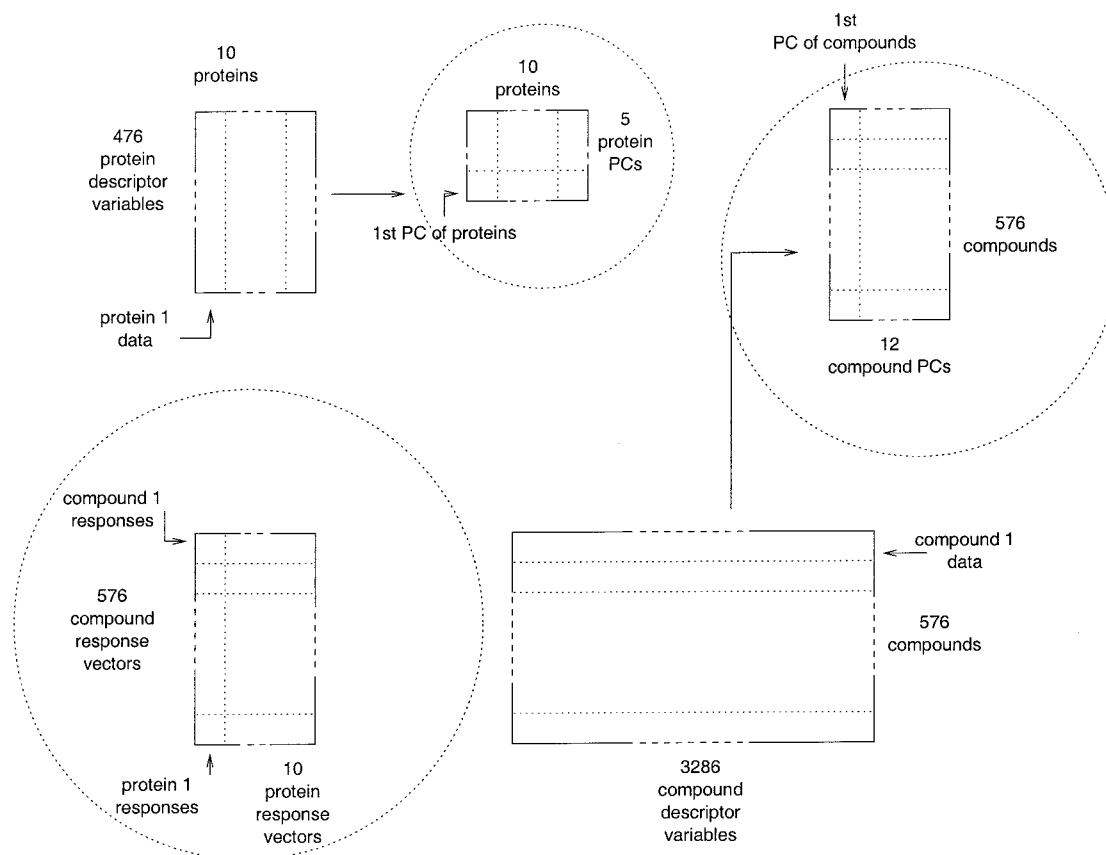 10
proteins
476
protein
descriptor
variables
protein 1
data
10
proteins
5
protein
PCs
1st PC of proteins
1st
PC of compounds
576
compounds
12
compound PCs
compound 1
responses
576
compound
response
vectors
protein 1
responses
10
protein
response
vectors
compound 1
data
576
compounds
3286
compound
descriptor
variables